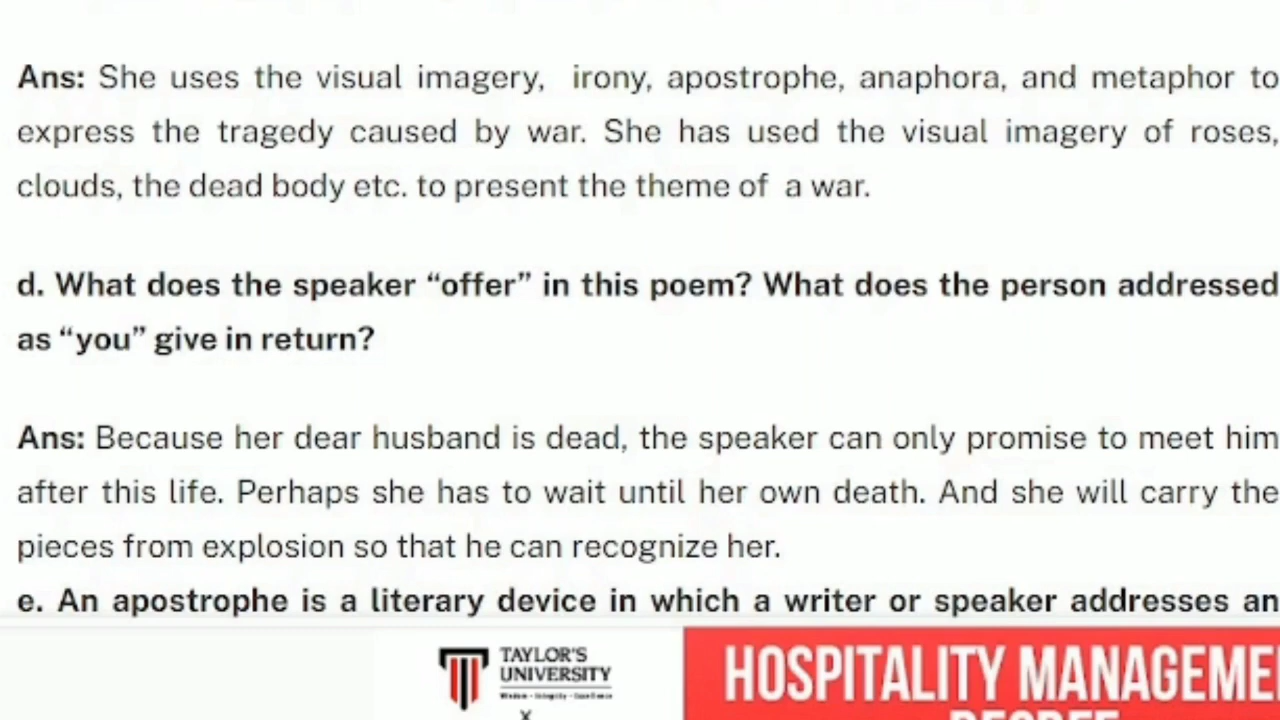 Ans: She uses the visual imagery, irony, apostrophe, anaphora, and metaphor to
express the tragedy caused by war. She has used the visual imagery of roses,
clouds, the dead body etc. to present the theme of a war.
d. What does the speaker “offer” in this poem? What does the person addressed
as “you” give in return?
Ans: Because her dear husband is dead, the speaker can only promise to meet him
after this life. Perhaps she has to wait until her own death. And she will carry the
pieces from explosion so that he can recognize her.
e. An apostrophe is a literary device in which a writer or speaker addresses an
TAYLOR'S
UNIVERSITY
Wisdom · Integrity · Excellence
X
HOSPITALITY MANAGEME
DEGREE